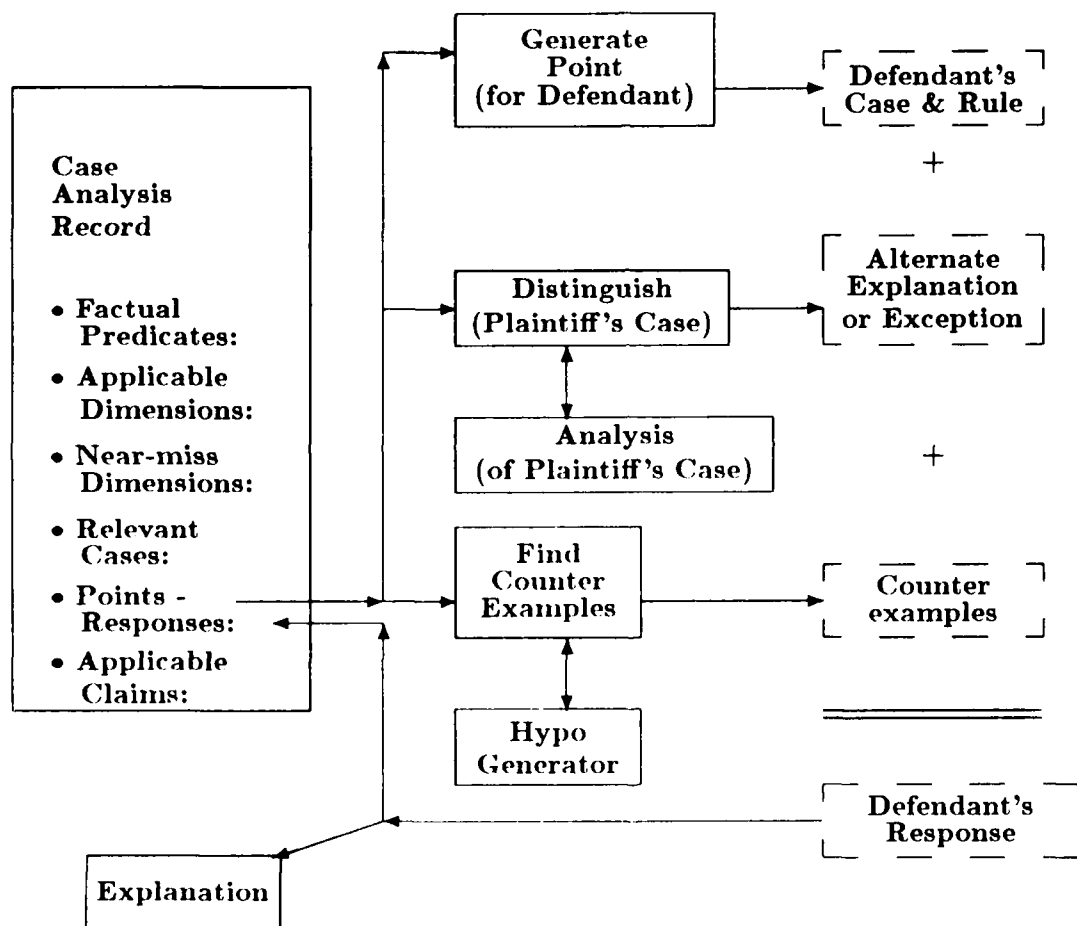 Case
Analysis
Record
• Factual
Predicates:
• Applicable
Dimensions:
• Near-miss
Dimensions:
• Relevant
Cases:
• Points -
Responses:
• Applicable
Claims:
Generate
Point
(for Defendant)
Defendant's
Case & Rule
+
Distinguish
(Plaintiff's Case)
Alternate
Explanation
or Exception
Analysis
(of Plaintiff's Case)
+
Find
Counter
Examples
Counter
examples
Hypo
Generator
Defendant's
Response
Explanation